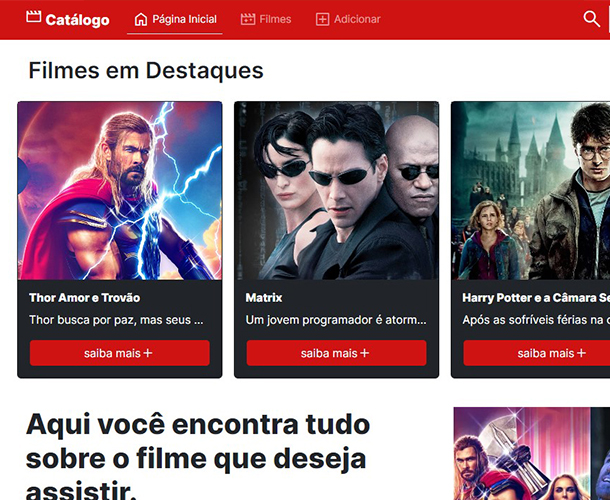 Catálogo
Página Inicial
Filmes
Adicionar
Filmes em Destaques
Thor Amor e Trovão
Thor busca por paz, mas seus ...
saiba mais+
Matrix
Um jovem programador é atorm...
saiba mais+
Harry Potter e a Câmara Se
Após as sofríveis férias na c
saiba mais+
Aqui você encontra tudo
sobre o filme que deseja
assistir.